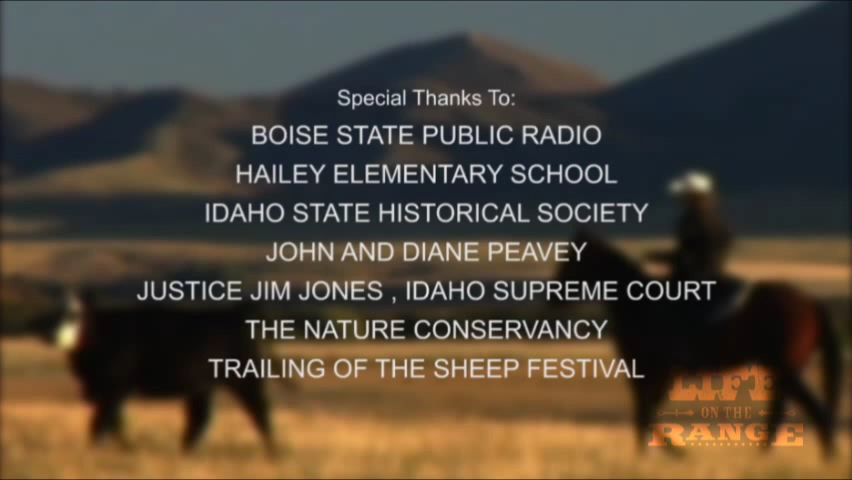 Special Thanks To:
BOISE STATE PUBLIC RADIO
HAILEY ELEMENTARY SCHOOL
IDAHO STATE HISTORICAL SOCIETY
JOHN AND DIANE PEAVEY
JUSTICE JIM JONES , IDAHO SUPREME COURT
THE NATURE CONSERVANCY
TRAILING OF THE SHEEP FESTIVAL
LIFE
ON THE
RANGE